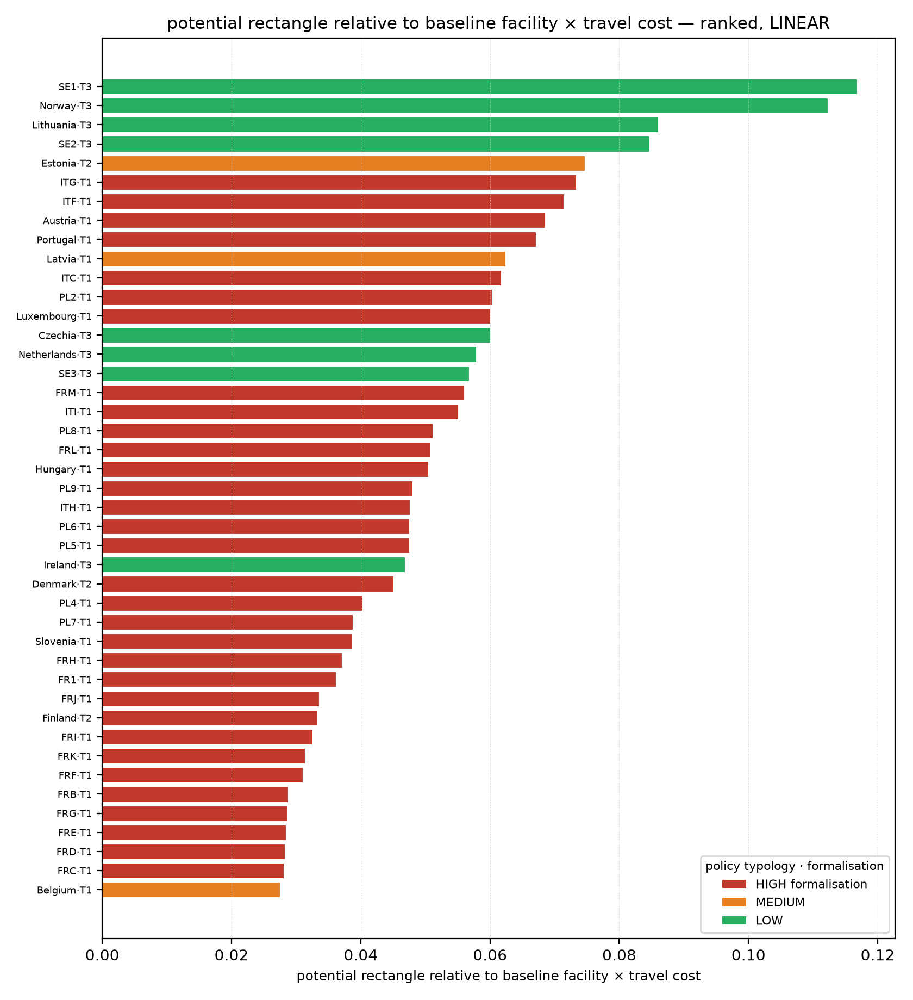 potential rectangle relative to baseline facility × travel cost — ranked, LINEAR
SE1·T3
Norway·T3
Lithuania·T3
SE2·T3
Estonia·T2
ITG·T1
ITF·T1
Austria·T1
Portugal·T1
Latvia·T1
ITC·T1
PL2·T1
Luxembourg·T1
Czechia·T3
Netherlands·T3
SE3·T3
FRM·T1
ITI·T1
PL8·T1
FRL·T1
Hungary·T1
PL9·T1
ITH·T1
PL6·T1
PL5·T1
Ireland·T3
Denmark·T2
PL4·T1
PL7·T1
Slovenia·T1
FRH·T1
FR1·T1
FRJ·T1
Finland·T2
FRI·T1
FRK·T1
FRF·T1
FRB·T1
FRG·T1
FRE·T1
FRD·T1
FRC·T1
Belgium·T1
policy typology · formalisation
HIGH formalisation
MEDIUM
LOW
0.00 0.02 0.04 0.06 0.08 0.10 0.12
potential rectangle relative to baseline facility × travel cost